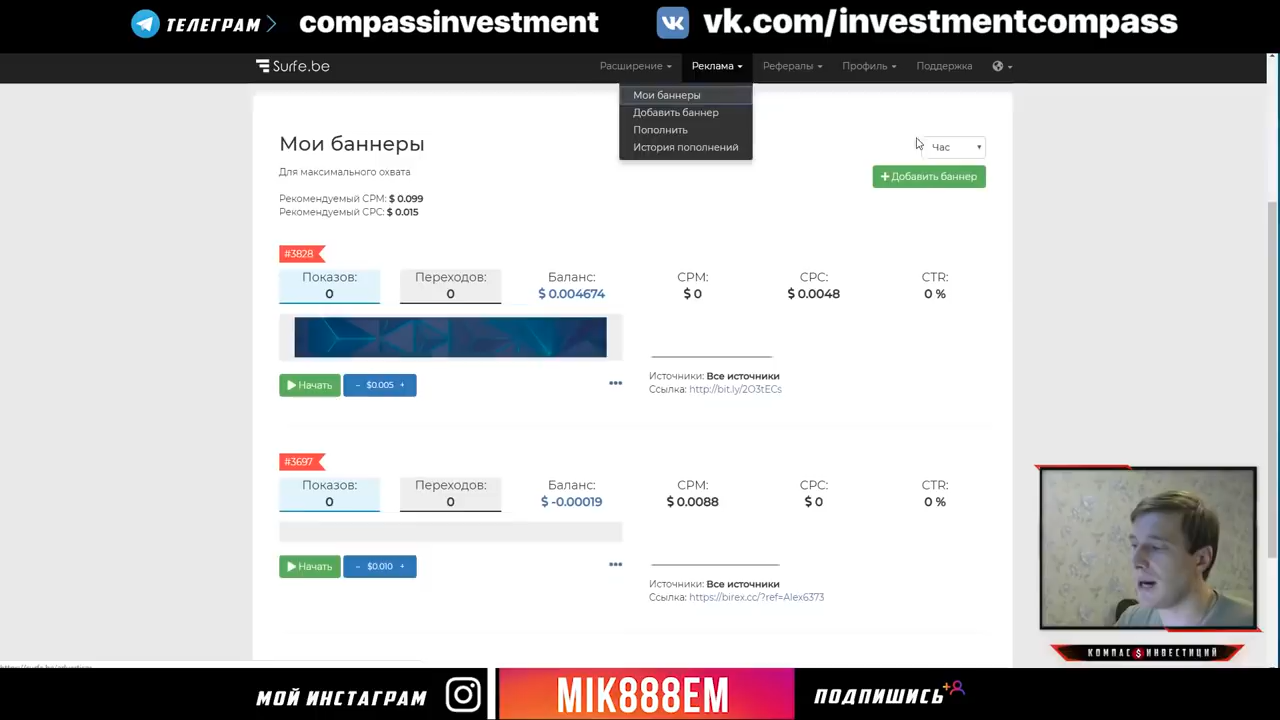 ТЕЛЕГРАМ compassinvestment vk.com/investmentcompass
Surfe.be Расширение Реклама Рефералы Профиль Поддержка
Мои баннеры
Добавить баннер
Пополнить
История пополнений
Мои баннеры
Час
Для максимального охвата
+ Добавить баннер
Рекомендуемый CPM: $ 0.099
Рекомендуемый CPC: $ 0.015
#3828
Показов: Переходов: Баланс: CPM: CPC: CTR:
0 0 $ 0.004674 $ 0 $ 0.0048 0 %
Начать − $0.005 + •••
Источники: Все источники
Ссылка: http://bit.ly/2O3tECs
#3697
Показов: Переходов: Баланс: CPM: CPC: CTR:
0 0 $ -0.00019 $ 0.0088 $ 0 0 %
Начать − $0.010 + •••
Источники: Все источники
Ссылка: https://birex.cc/?ref=Alex6373
КОМПАС $ ИНВЕСТИЦИЙ
МОЙ ИНСТАГРАМ MIK888EM ПОДПИШИСЬ